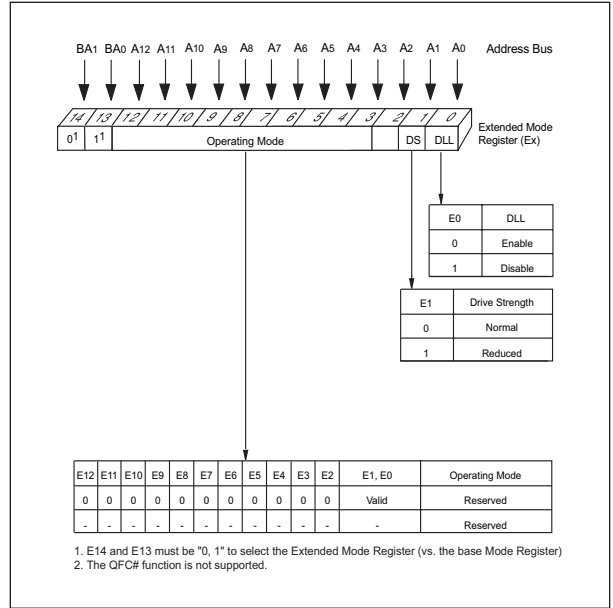 BA1 BA0 A12 A11 A10 A9 A8 A7 A6 A5 A4 A3 A2 A1 A0 Address Bus
14 13 12 11 10 9 8 7 6 5 4 3 2 1 0
Extended Mode
Register (Ex)
01 11 Operating Mode DS DLL
E0 DLL
0 Enable
1 Disable
E1 Drive Strength
0 Normal
1 Reduced
E12 E11 E10 E9 E8 E7 E6 E5 E4 E3 E2 E1, E0 Operating Mode
0 0 0 0 0 0 0 0 0 0 0 Valid Reserved
- - - - - - - - - - - - Reserved
1. E14 and E13 must be "0, 1" to select the Extended Mode Register (vs. the base Mode Register)
2. The QFC# function is not supported.